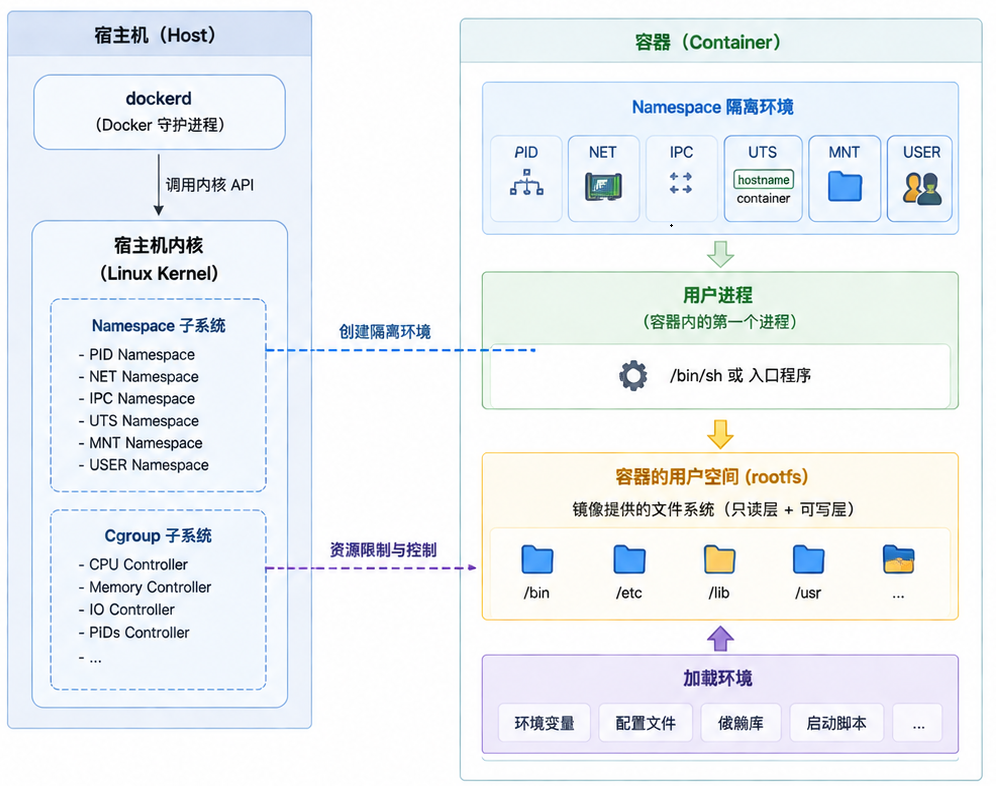 宿主机（Host）
dockerd
（Docker 守护进程）
调用内核 API
宿主机内核
（Linux Kernel）
Namespace 子系统
- PID Namespace
- NET Namespace
- IPC Namespace
- UTS Namespace
- MNT Namespace
- USER Namespace
Cgroup 子系统
- CPU Controller
- Memory Controller
- IO Controller
- PiDs Controller
- ...
创建隔离环境
资源限制与控制
容器（Container）
Namespace 隔离环境
PID
NET
IPC
UTS
hostname
container
MNT
USER
用户进程
（容器内的第一个进程）
/bin/sh 或 入口程序
容器的用户空间 (rootfs)
镜像提供的文件系统（只读层 + 可写层）
/bin
/etc
/lib
/usr
...
加载环境
环境变量
配置文件
库
启动脚本
...